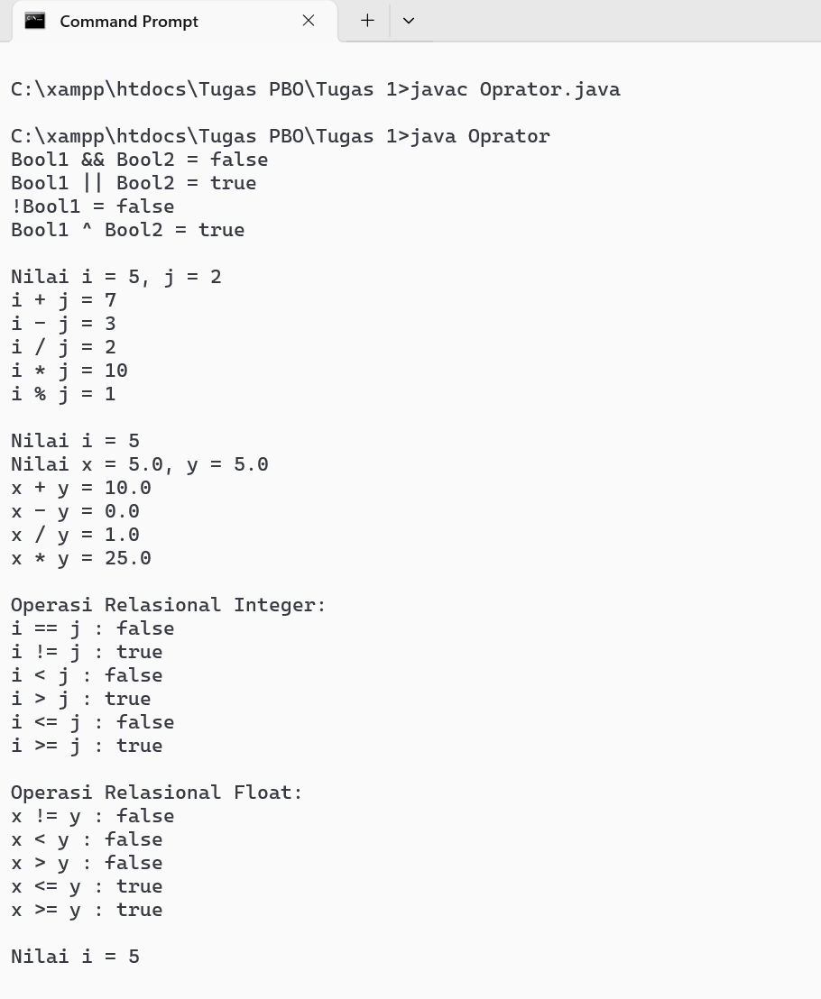 Command Prompt
C:\xampp\htdocs\Tugas PBO\Tugas 1>javac Oprator.java
C:\xampp\htdocs\Tugas PBO\Tugas 1>java Oprator
Bool1 && Bool2 = false
Bool1 || Bool2 = true
!Bool1 = false
Bool1 ^ Bool2 = true
Nilai i = 5, j = 2
i + j = 7
i - j = 3
i / j = 2
i * j = 10
i % j = 1
Nilai i = 5
Nilai x = 5.0, y = 5.0
x + y = 10.0
x - y = 0.0
x / y = 1.0
x * y = 25.0
Operasi Relasional Integer:
i == j : false
i != j : true
i < j : false
i > j : true
i <= j : false
i >= j : true
Operasi Relasional Float:
x != y : false
x < y : false
x > y : false
x <= y : true
x >= y : true
Nilai i = 5